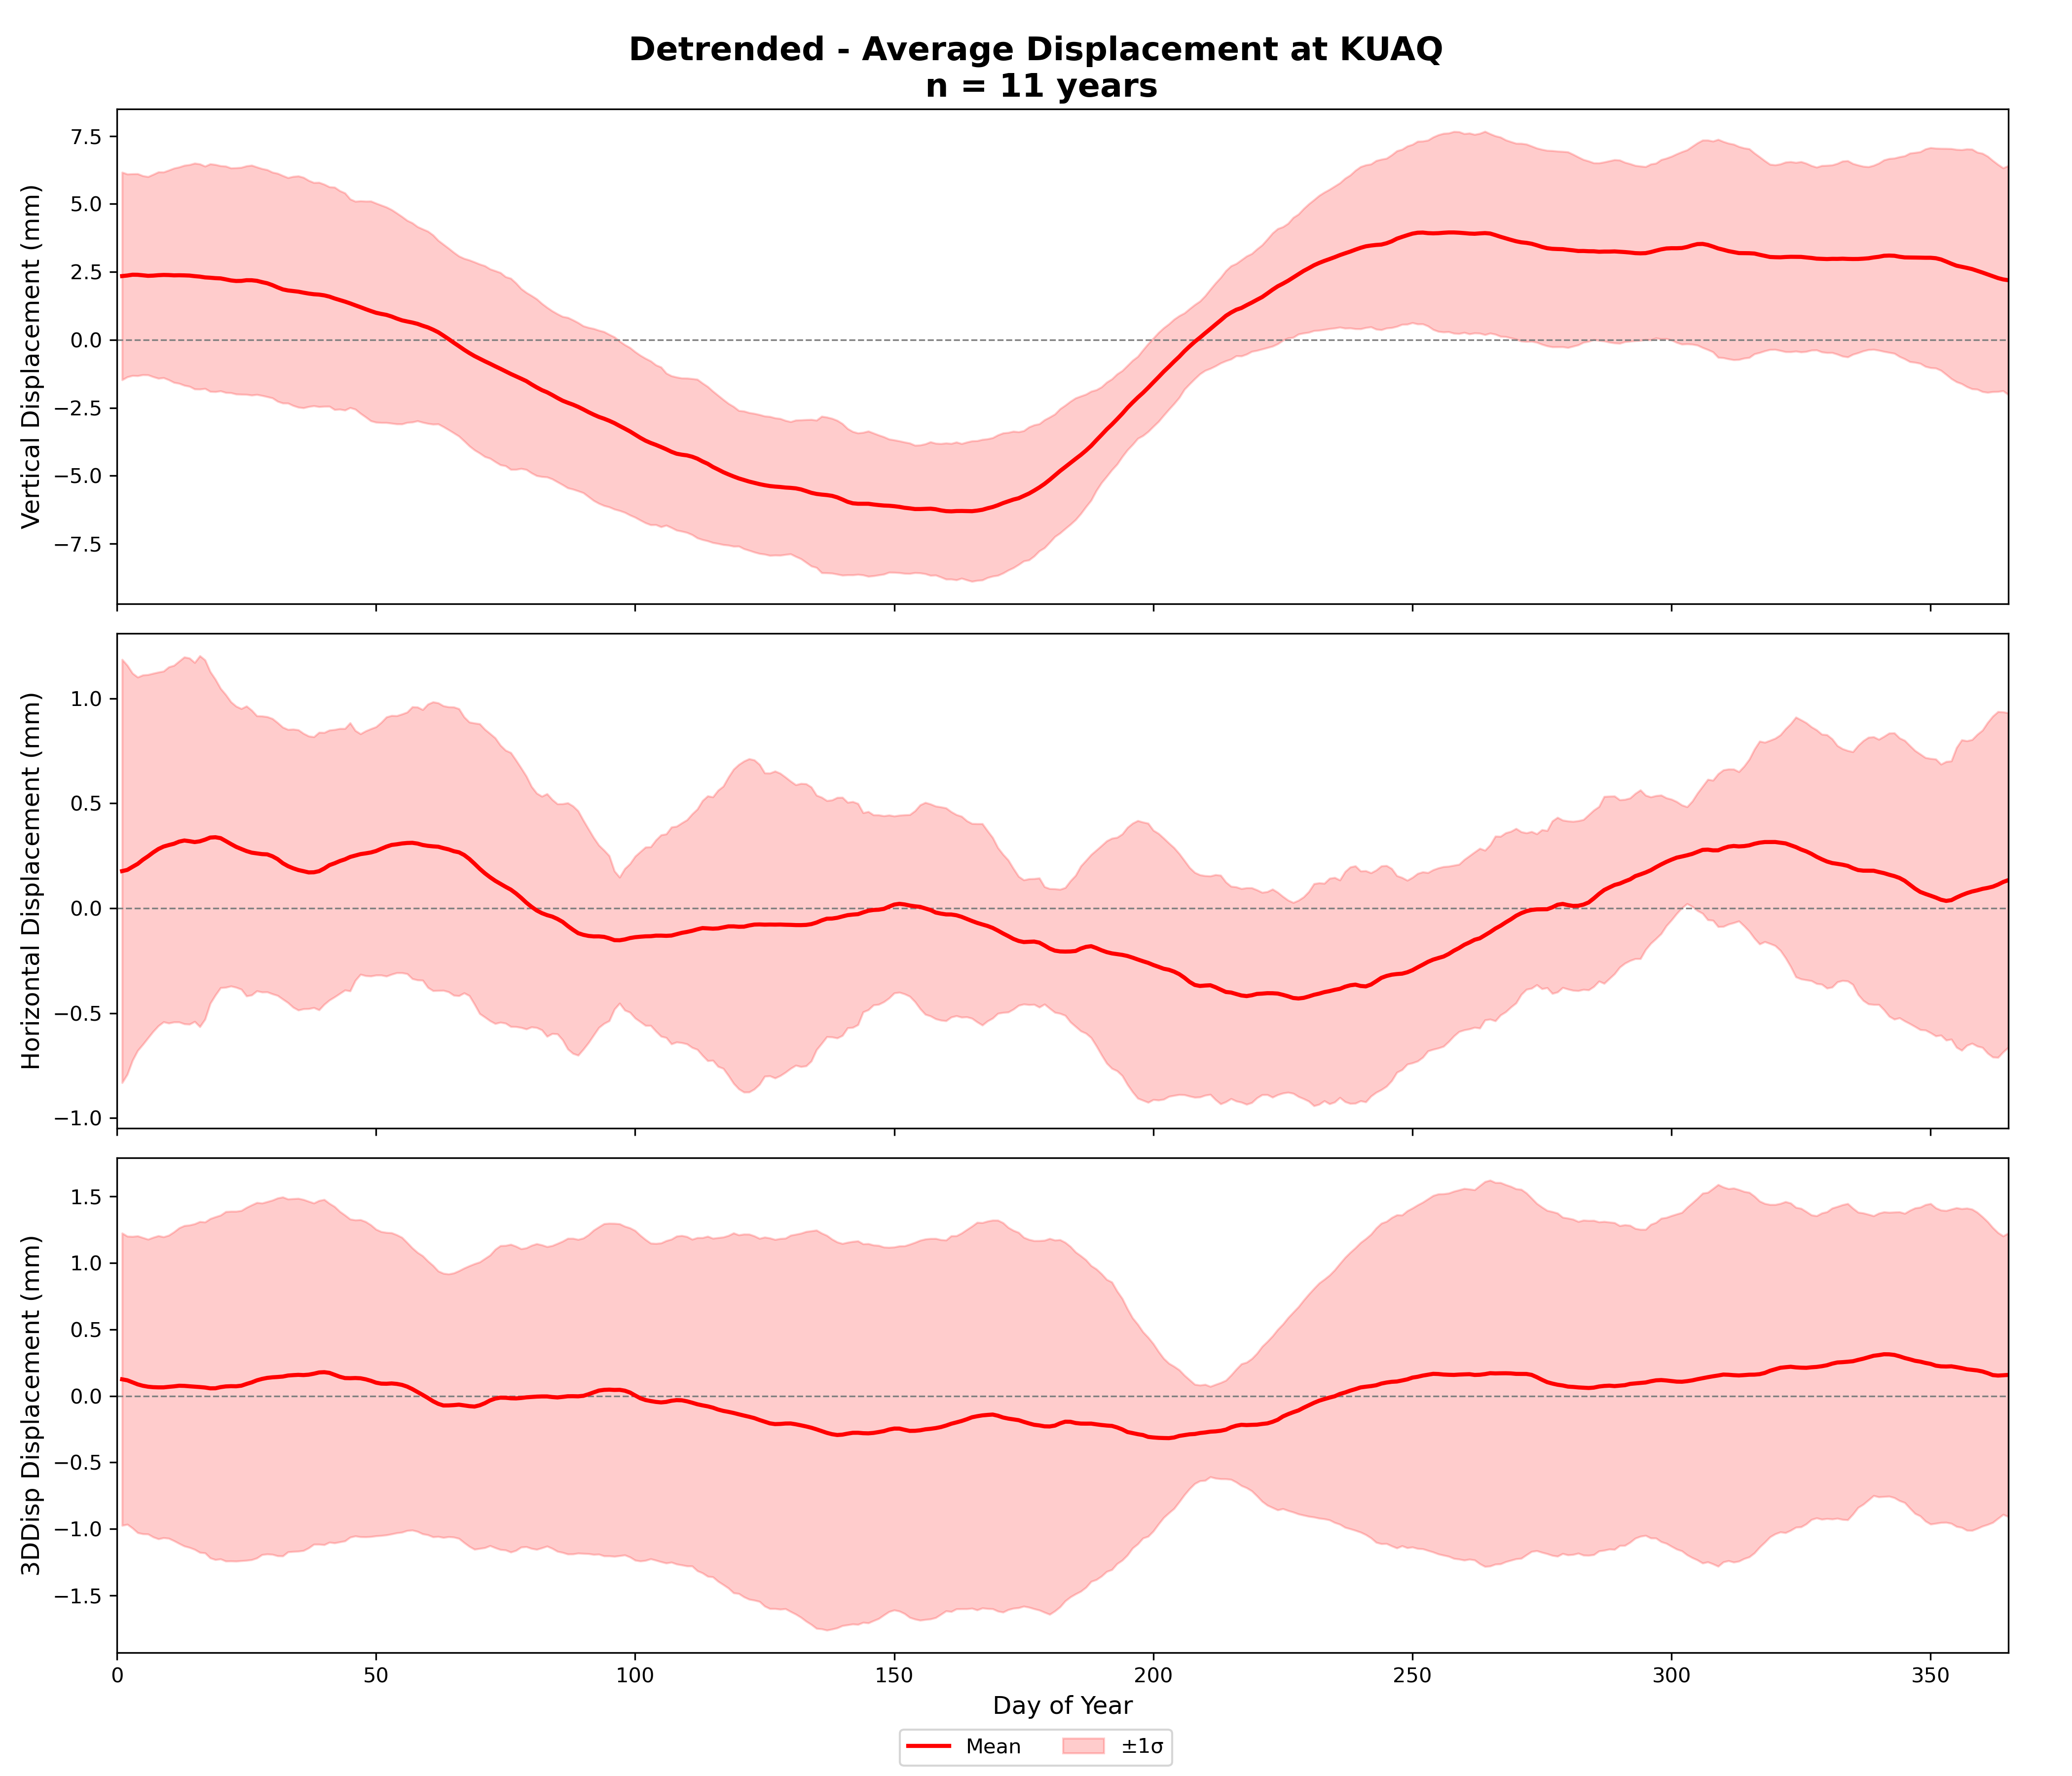 Detrended - Average Displacement at KUAQ
n = 11 years
Vertical Displacement (mm)
7.5
5.0
2.5
0.0
−2.5
−5.0
−7.5
Horizontal Displacement (mm)
1.0
0.5
0.0
−0.5
−1.0
3DDisp Displacement (mm)
1.5
1.0
0.5
0.0
−0.5
−1.0
−1.5
0 50 100 150 200 250 300 350
Day of Year
Mean ±1σ